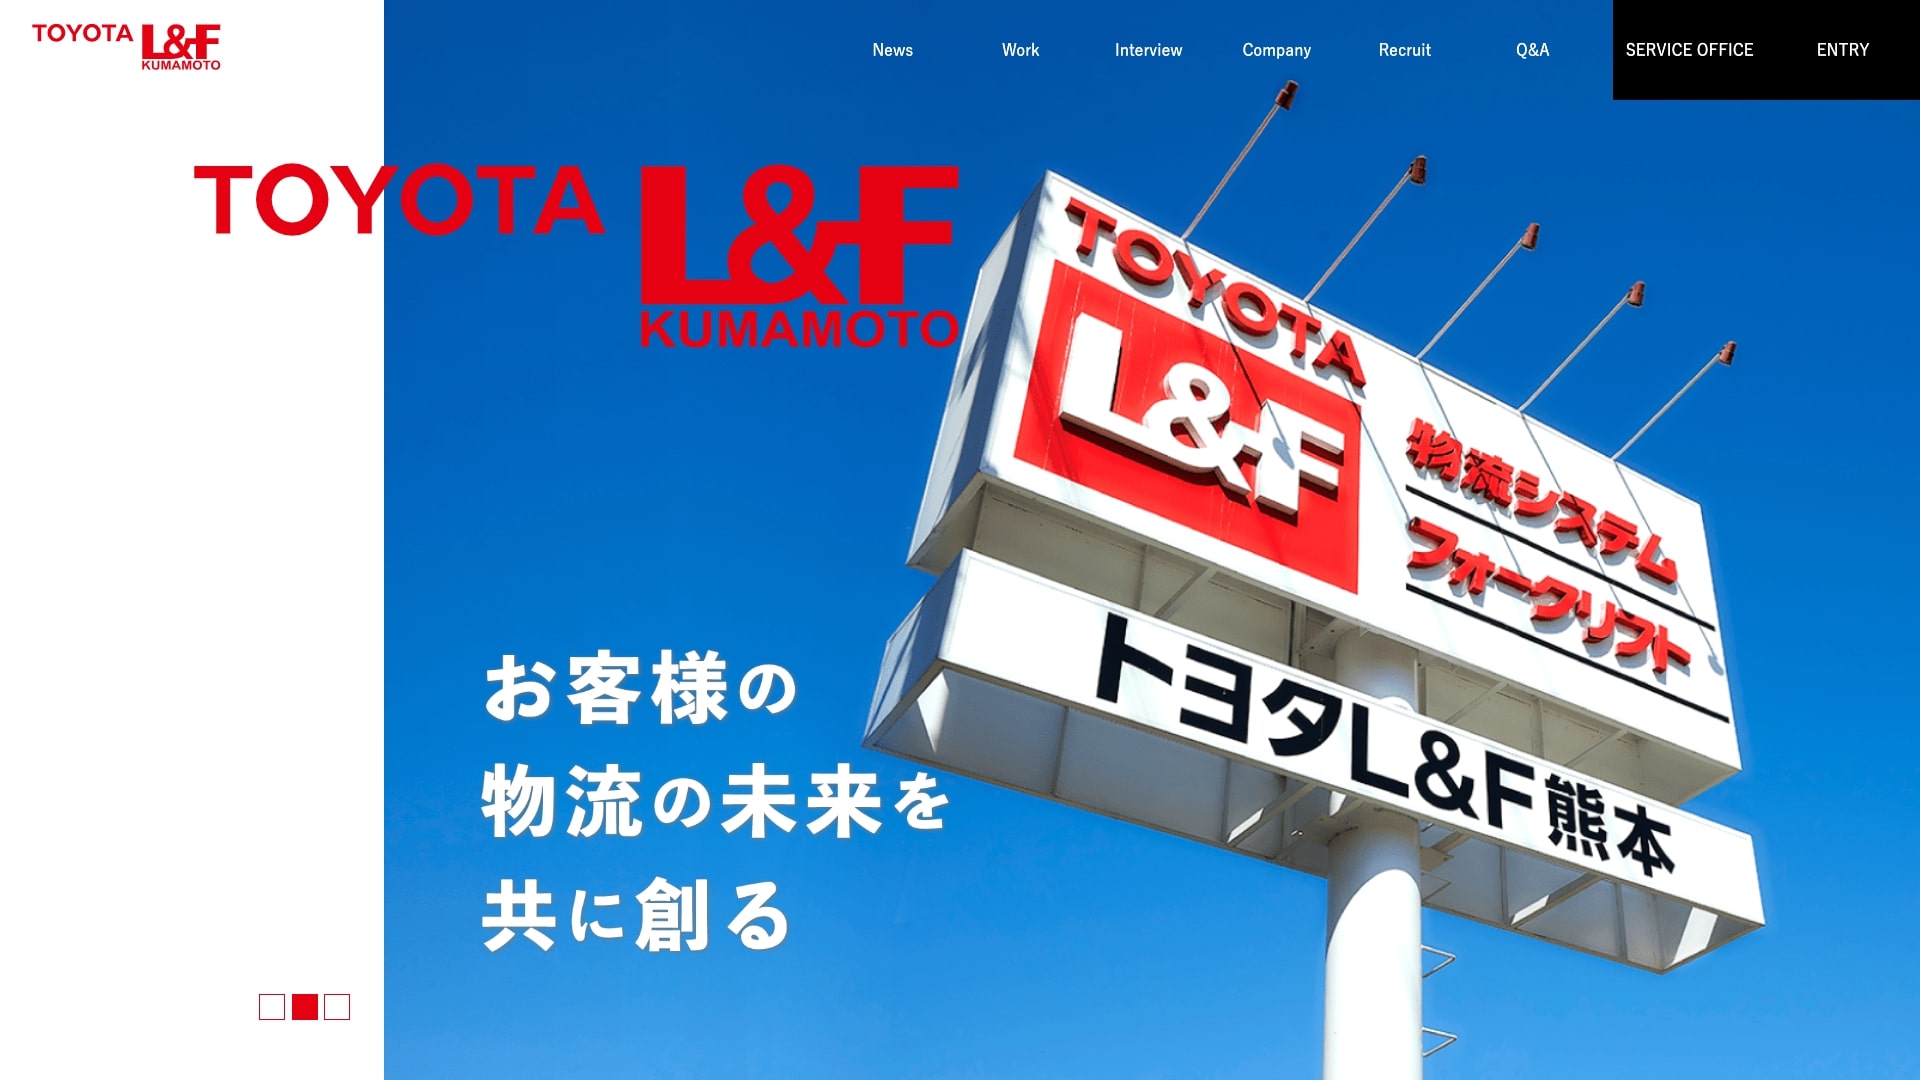 TOYOTA L&F
KUMAMOTO
News
Work
Interview
Company
Recruit
Q&A
SERVICE OFFICE
ENTRY
TOYOTA L&F
KUMAMOTO
TOYOTA
L&F
物流システム
フォークリフト
トヨタL&F熊本
お客様の
物流の未来を
共に創る